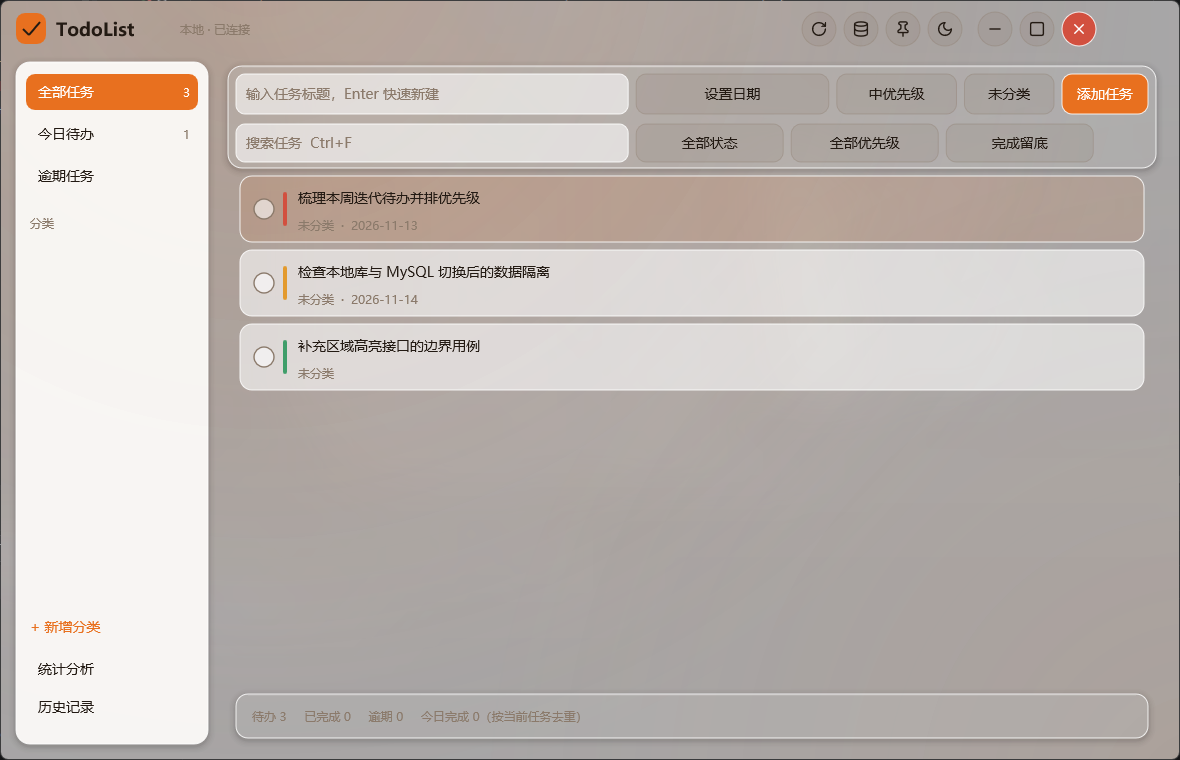 TodoList
本地 · 已连接
全部任务 3
今日待办 1
逾期任务
分类
+ 新增分类
统计分析
历史记录
输入任务标题，Enter 快速新建
设置日期
中优先级
未分类
添加任务
搜索任务 Ctrl+F
全部状态
全部优先级
完成留底
梳理本周迭代待办并排优先级
未分类 · 2026-11-13
检查本地库与 MySQL 切换后的数据隔离
未分类 · 2026-11-14
补充区域高亮接口的边界用例
未分类
待办 3 已完成 0 逾期 0 今日完成 0（按当前任务去重）